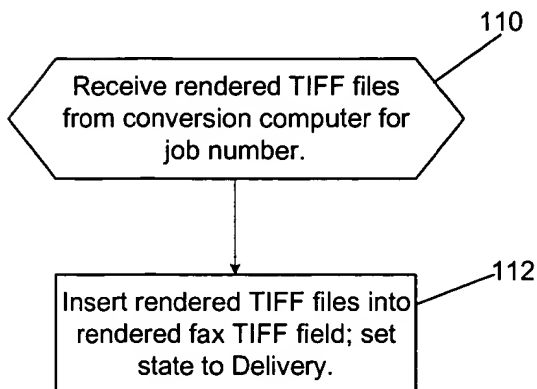 110
Receive rendered TIFF files
from conversion computer for
job number.
112
Insert rendered TIFF files into
rendered fax TIFF field; set
state to Delivery.